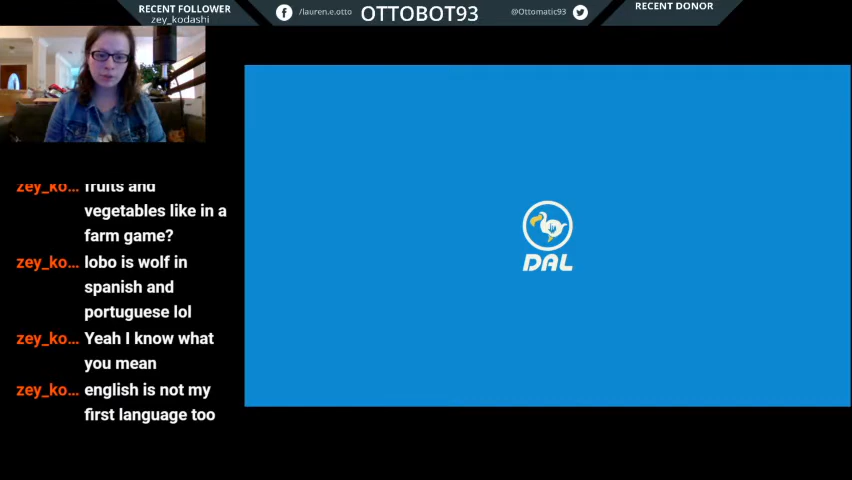 RECENT FOLLOWER
zey_kodashi
/lauren.e.otto
OTTOBOT93
@Ottomatic93
RECENT DONOR
zey_ko... fruits and
vegetables like in a
farm game?
zey_ko... lobo is wolf in
spanish and
portuguese lol
zey_ko... Yeah I know what
you mean
zey_ko... english is not my
first language too
DAL